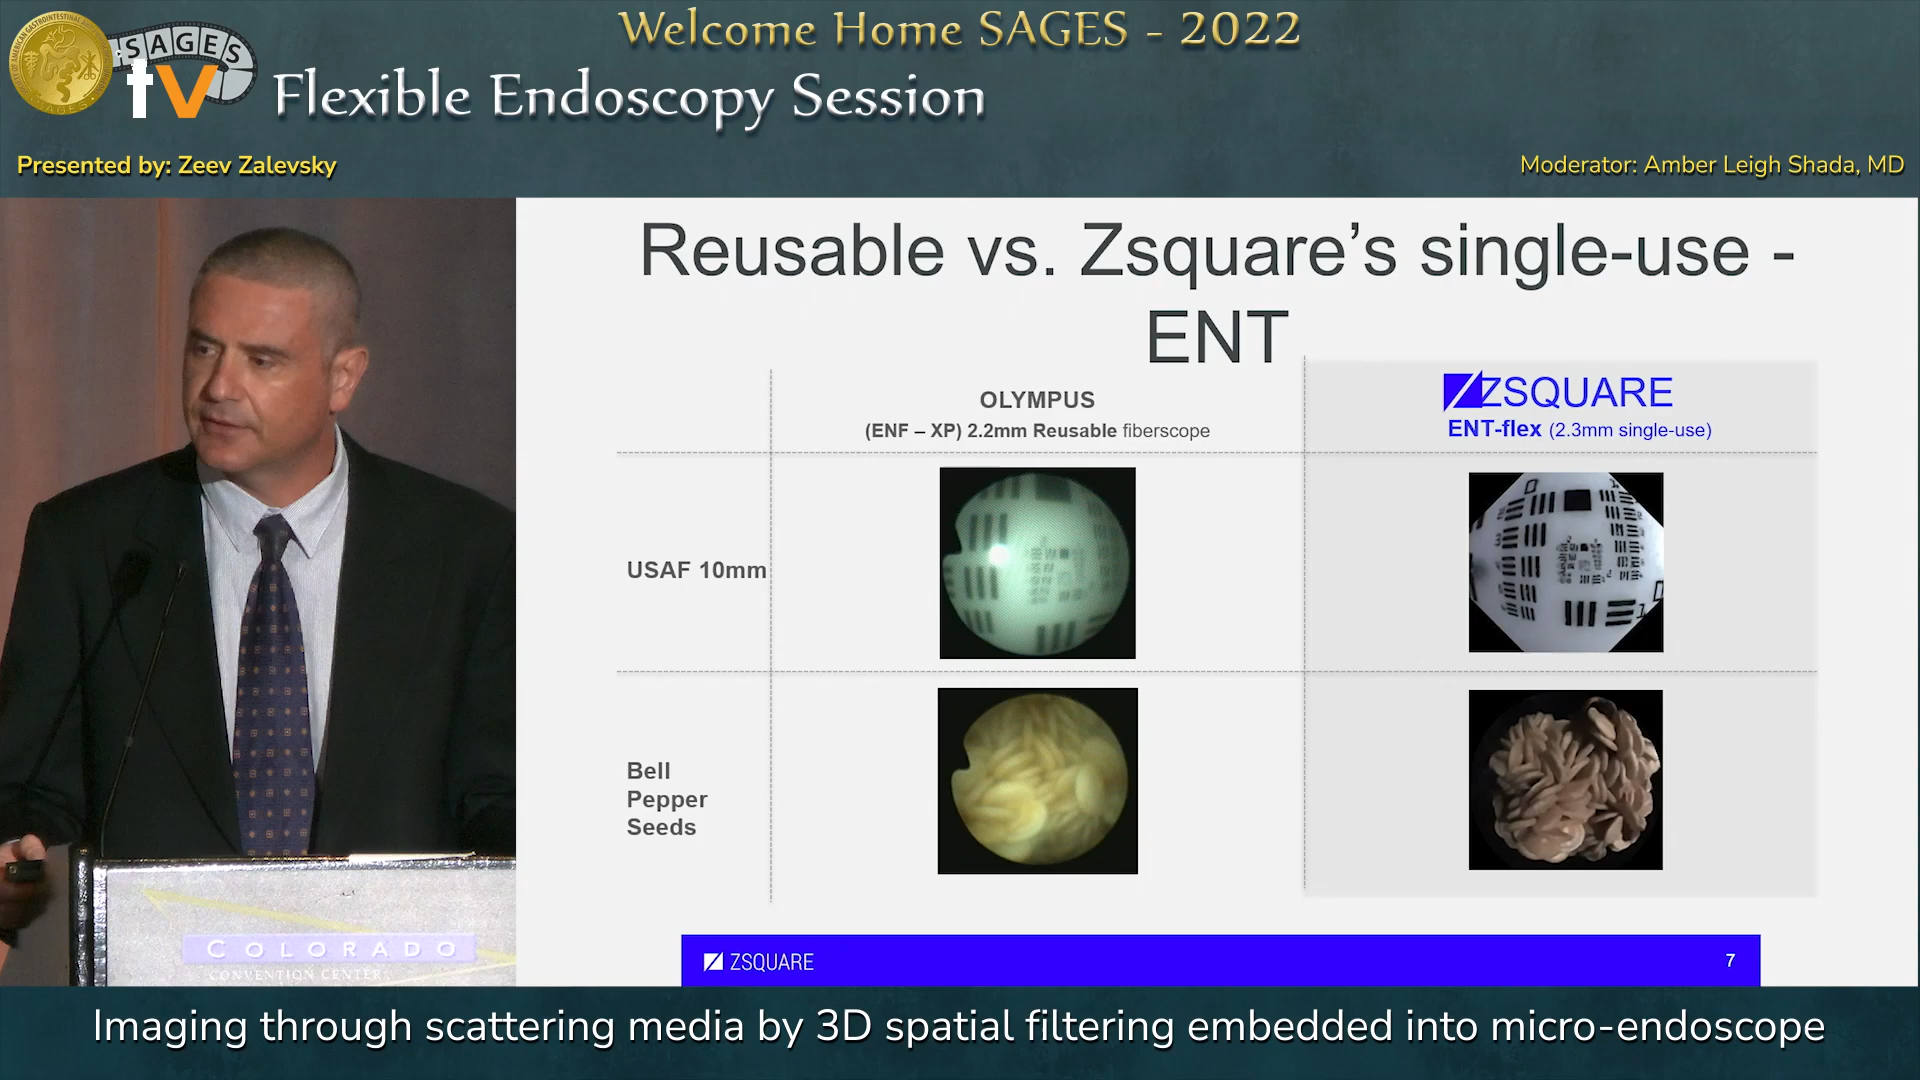 Welcome Home SAGES - 2022
SAGES
tv
Flexible Endoscopy Session
Presented by: Zeev Zalevsky
Moderator: Amber Leigh Shada, MD
Reusable vs. Zsquare’s single-use -
ENT
OLYMPUS
(ENF – XP) 2.2mm Reusable fiberscope
ZSQUARE
ENT-flex (2.3mm single-use)
USAF 10mm
Bell
Pepper
Seeds
COLORADO
CONVENTION CENTER
ZSQUARE
7
Imaging through scattering media by 3D spatial filtering embedded into micro-endoscope